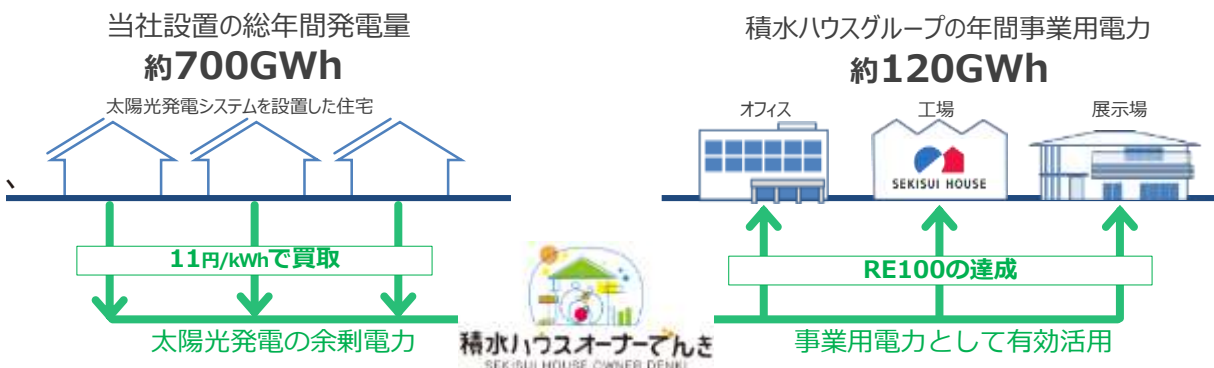 当社設置の総年間発電量
約700GWh
太陽光発電システムを設置した住宅
、
11円/kWhで買取
太陽光発電の余剰電力
積水ハウスオーナーでんき
SEKISUI HOUSE OWNER DENKI
積水ハウスグループの年間事業用電力
約120GWh
オフィス
工場
展示場
SEKISUI HOUSE
RE100の達成
事業用電力として有効活用